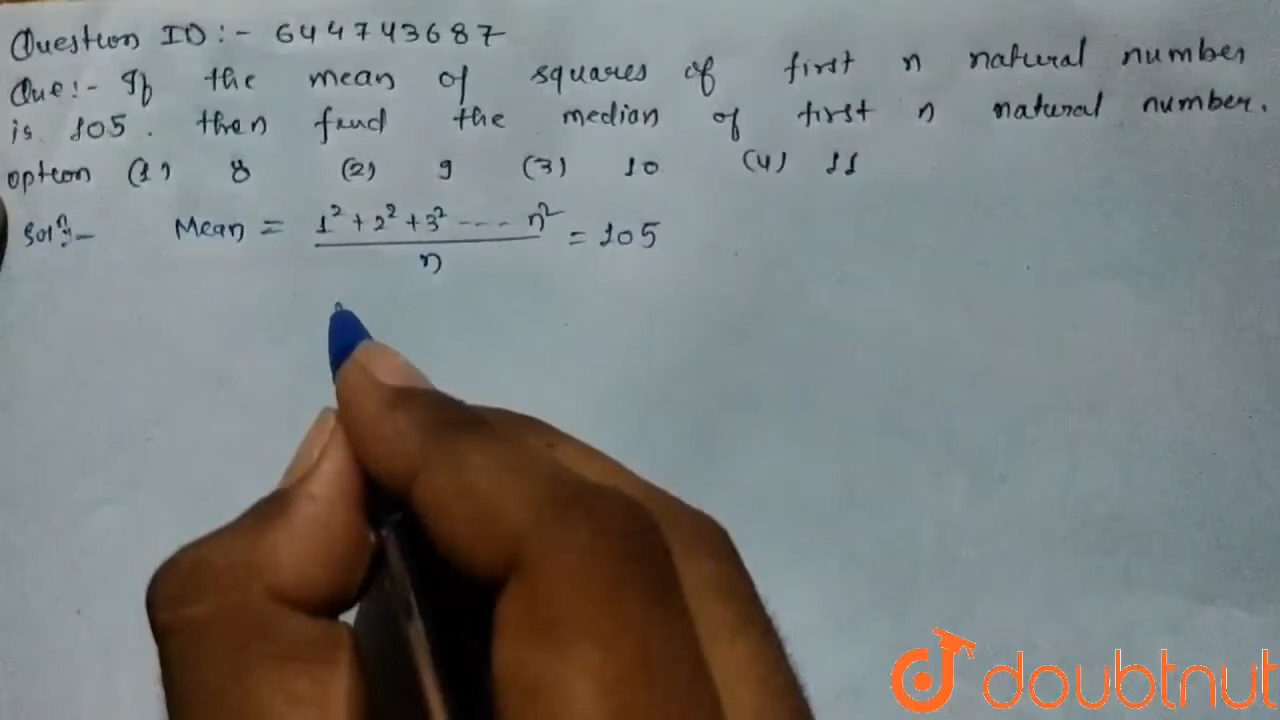 Question ID :- 644743687
Que :- If the mean of squares of first n natural number
is 105. then find the median of first n natural number.
option (1) 8 (2) 9 (3) 10 (4) 11
Solⁿ:- Mean = 1² + 2² + 3² ---- n² / n = 105
doubtnut